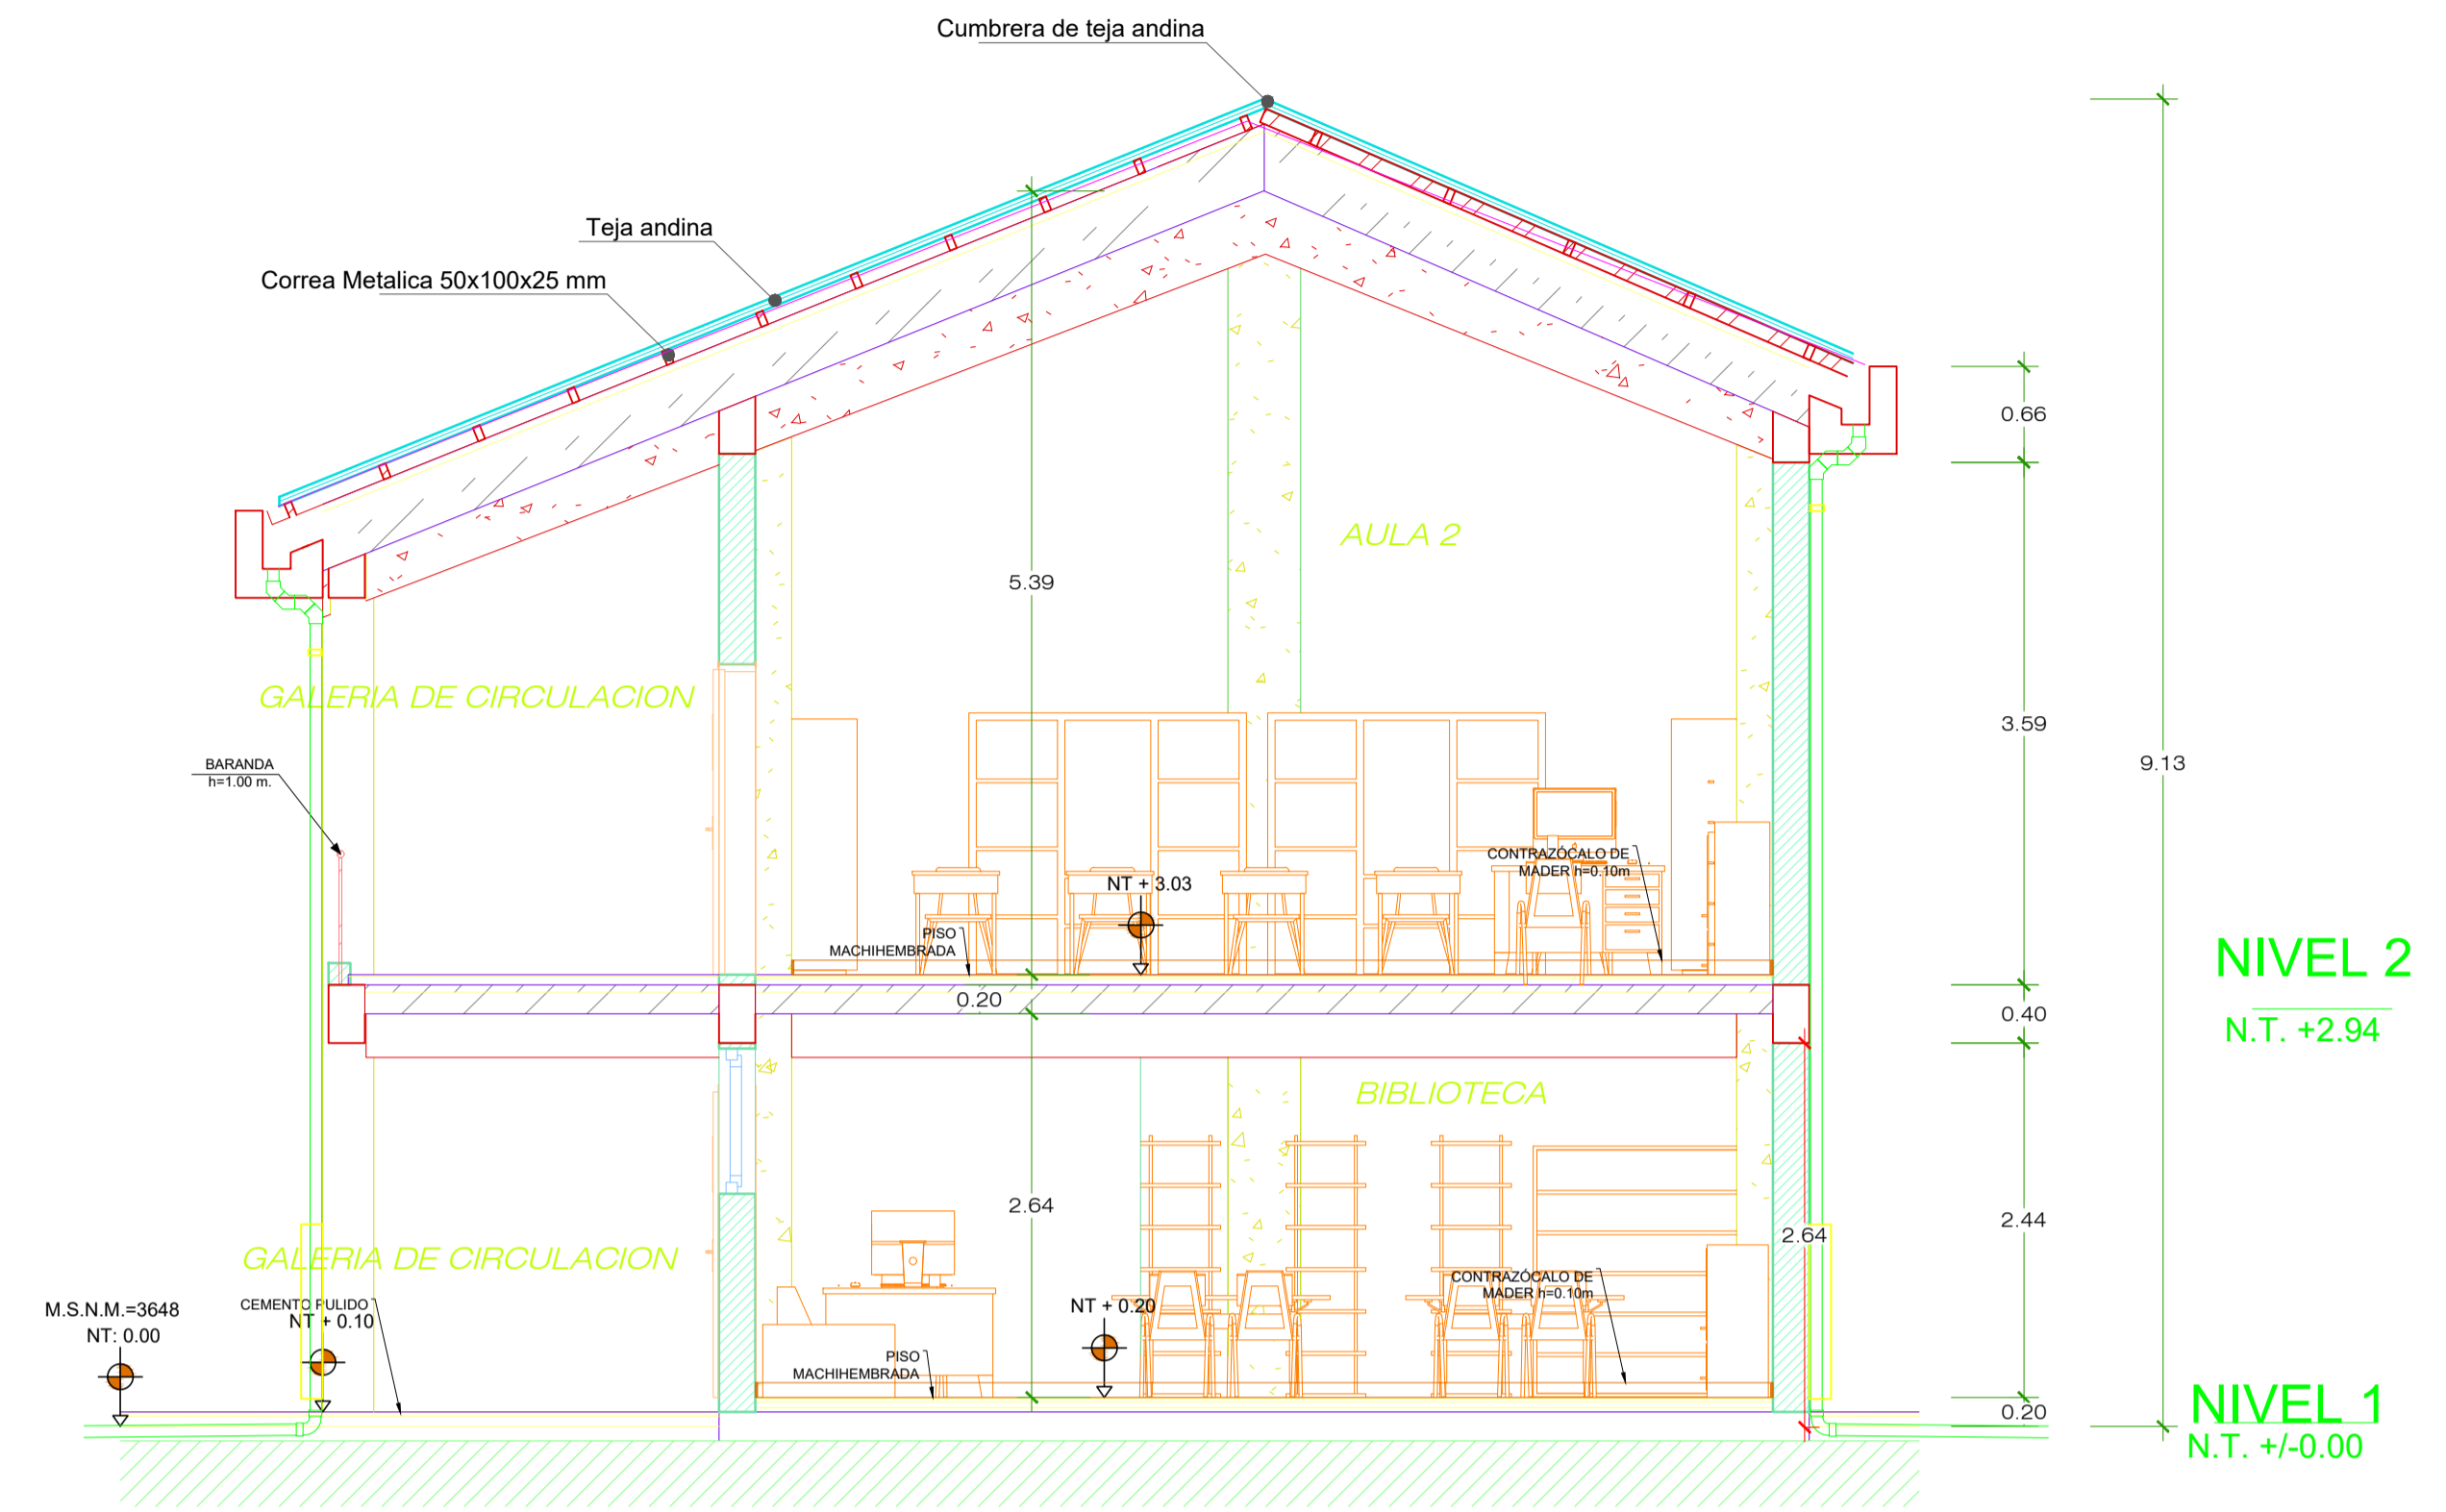 Cumbrera de teja andina
Teja andina
Correa Metalica 50x100x25 mm
0.66
AULA 2
5.39
GALERIA DE CIRCULACION
3.59
9.13
BARANDA
h=1.00 m.
CONTRAZÓCALO DE
MADER h=0.10m
NT + 3.03
PISO
MACHIHEMBRADA
NIVEL 2
0.20
0.40
N.T. +2.94
BIBLIOTECA
2.64
2.44
2.64
GALERIA DE CIRCULACION
CONTRAZÓCALO DE
MADER h=0.10m
M.S.N.M.=3648
NT: 0.00
CEMENTO PULIDO
NT + 0.10
NT + 0.20
PISO
MACHIHEMBRADA
0.20
NIVEL 1
N.T. +/-0.00